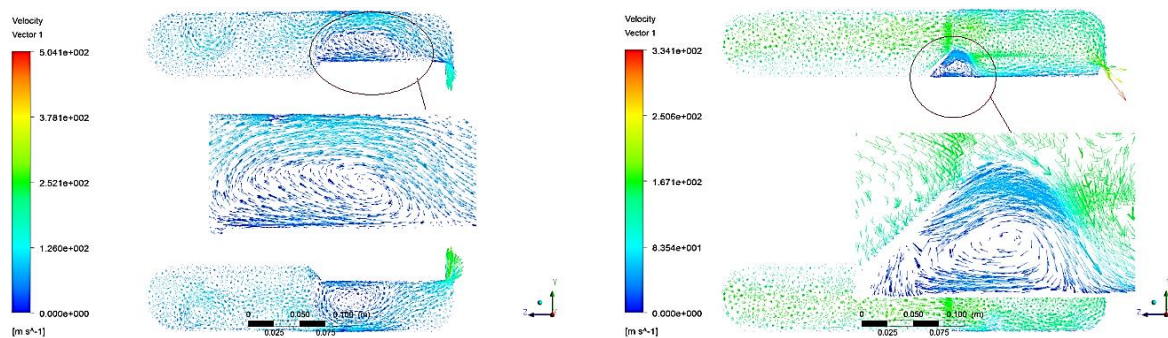 Velocity
Vector 1
5.041e+002
3.781e+002
2.521e+002
1.260e+002
0.000e+000
[m s^-1]
0 0.050 0.100 (m)
0.025 0.075
Y
Z X
Velocity
Vector 1
3.341e+002
2.506e+002
1.671e+002
8.354e+001
0.000e+000
[m s^-1]
0 0.050 0.100 (m)
0.025 0.075
Y
Z X